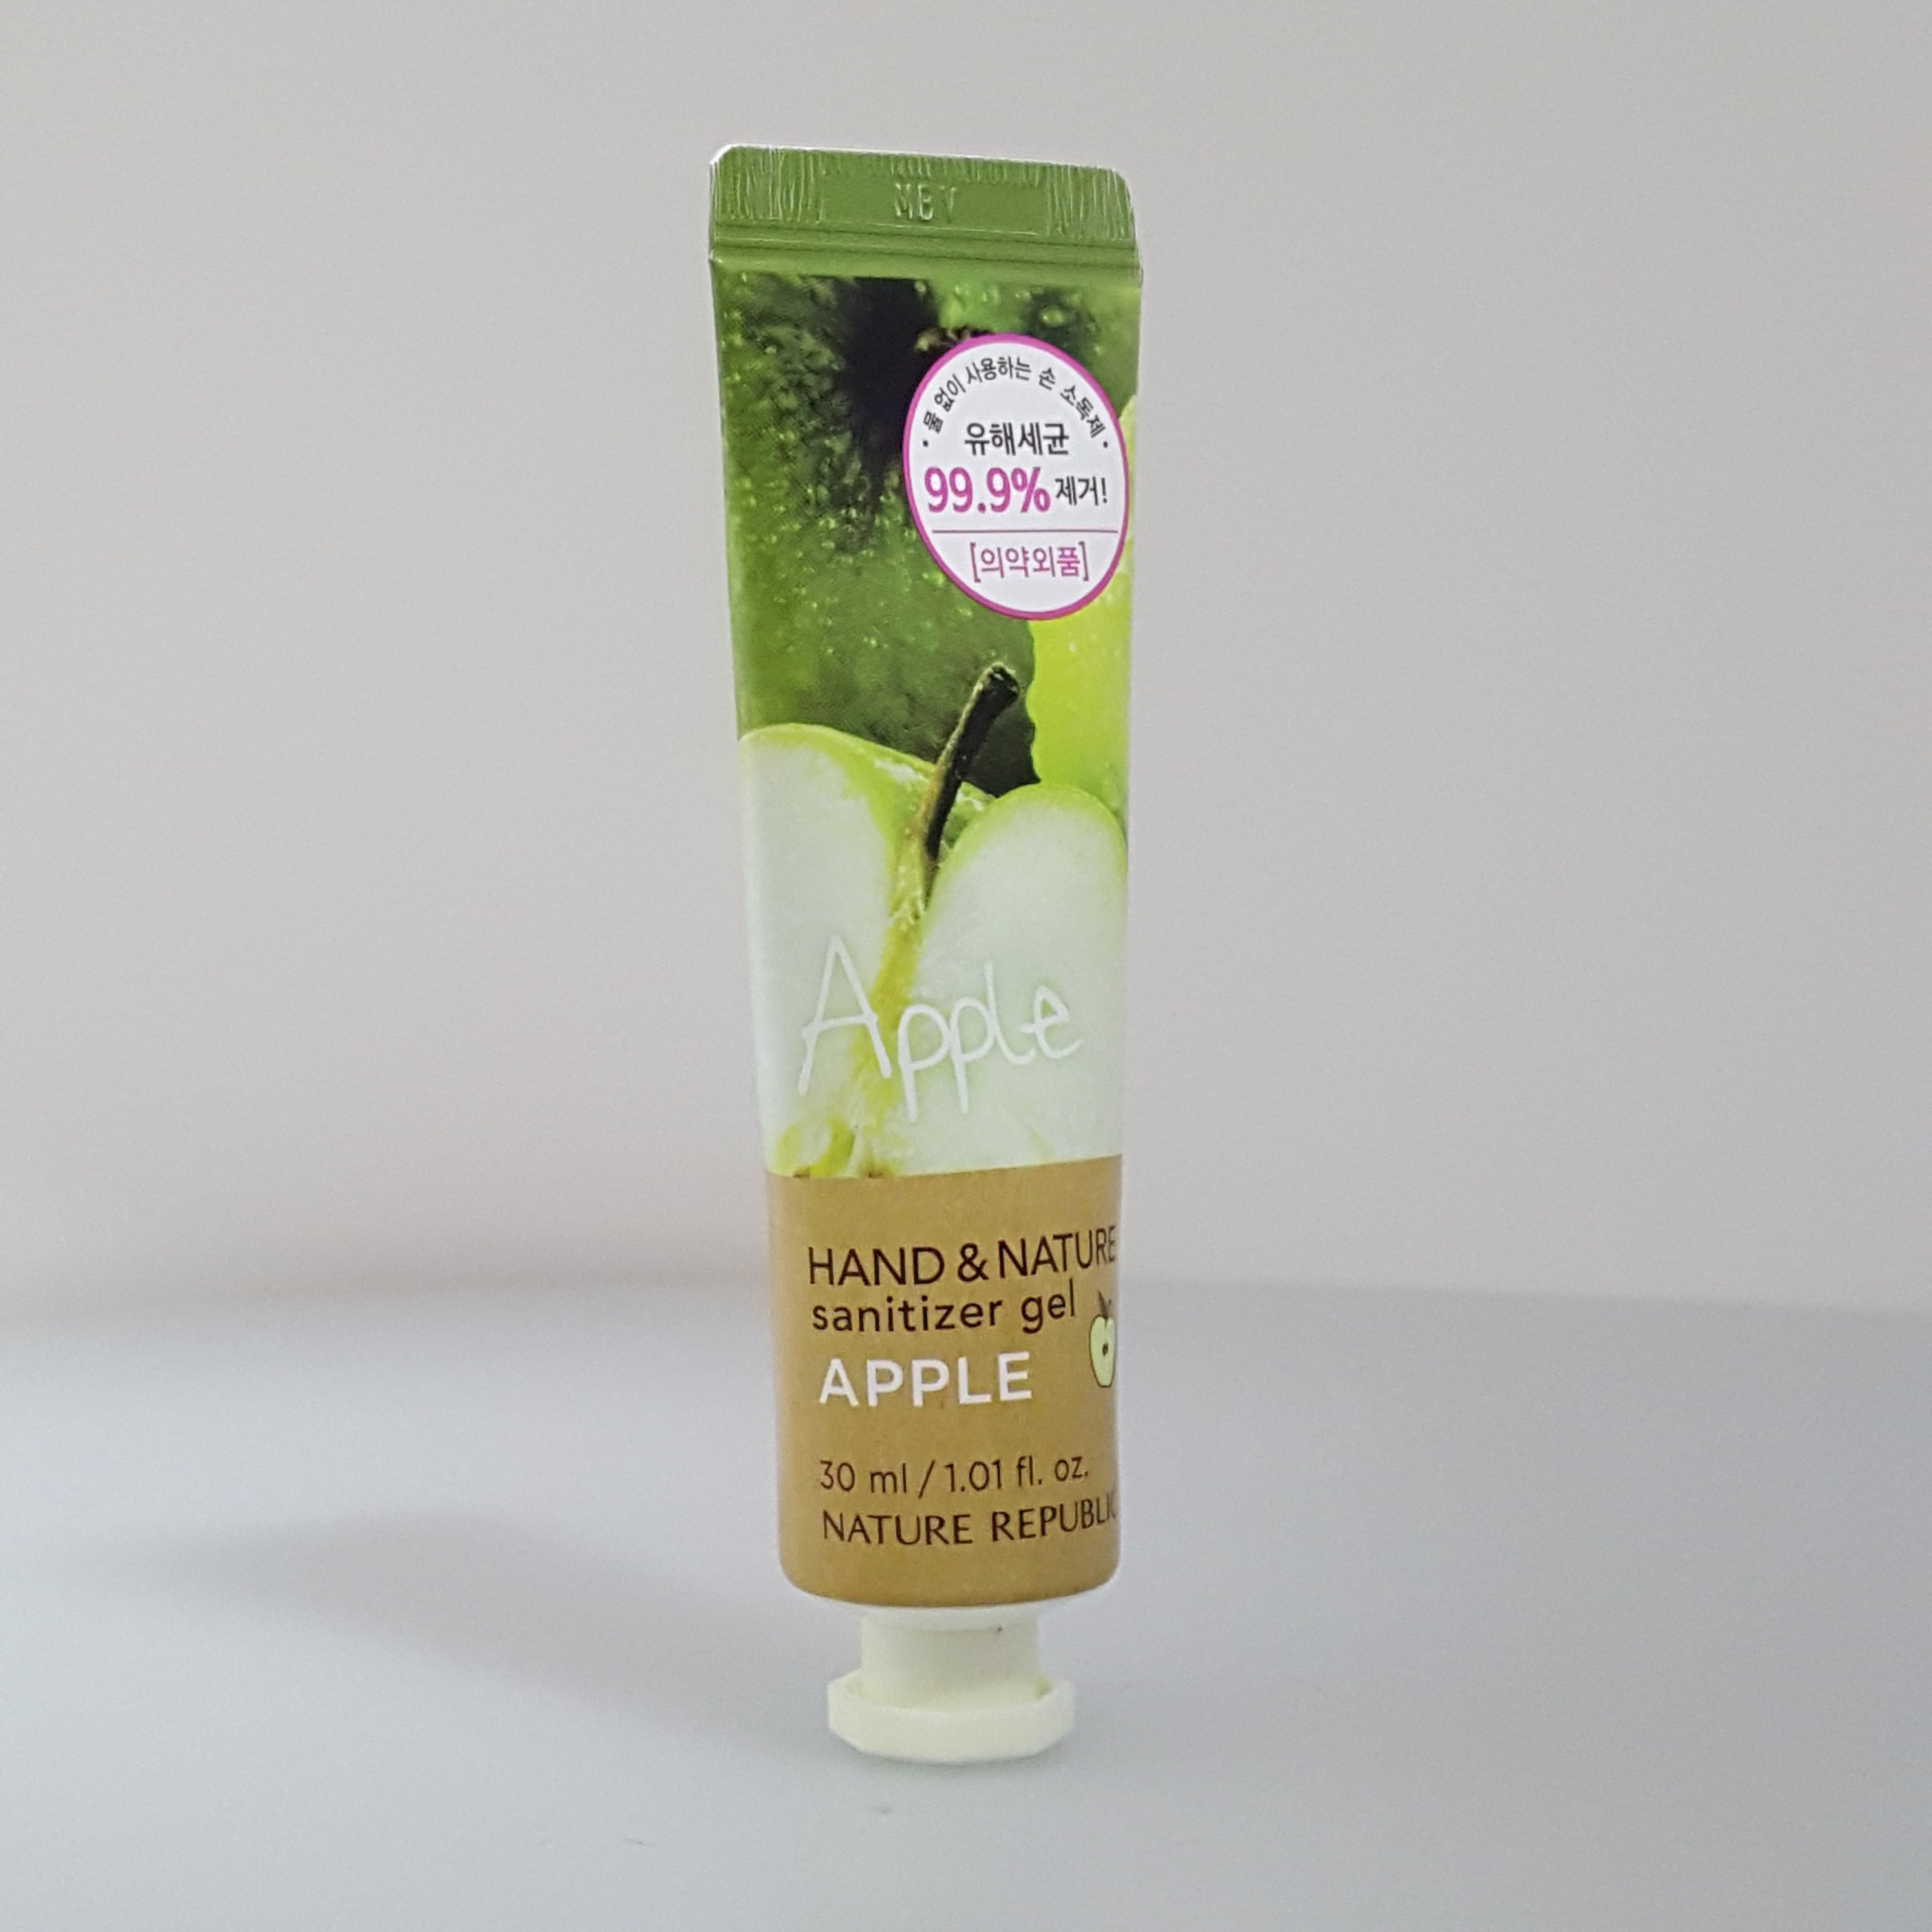 MBY
· 물 없이 사용하는 손 소독제 ·
유해세균
99.9% 제거!
[의약외품]
Apple
HAND & NATURE
sanitizer gel
APPLE
30 ml / 1.01 fl. oz.
NATURE REPUBLIC